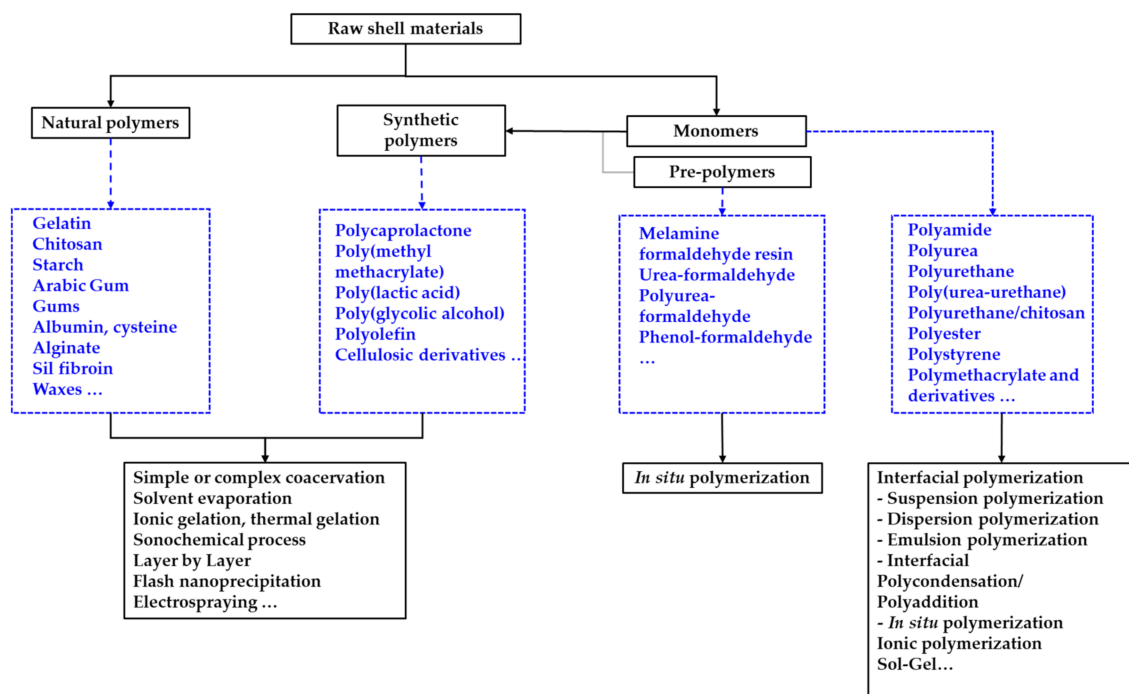 Raw shell materials
Natural polymers
Synthetic
polymers
Monomers
Pre-polymers
Gelatin
Chitosan
Starch
Arabic Gum
Gums
Albumin, cysteine
Alginate
Sil fibroin
Waxes …
Polycaprolactone
Poly(methyl
methacrylate)
Poly(lactic acid)
Poly(glycolic alcohol)
Polyolefin
Cellulosic derivatives …
Melamine
formaldehyde resin
Urea-formaldehyde
Polyurea-
formaldehyde
Phenol-formaldehyde
…
Polyamide
Polyurea
Polyurethane
Poly(urea-urethane)
Polyurethane/chitosan
Polyester
Polystyrene
Polymethacrylate and
derivatives …
Simple or complex coacervation
Solvent evaporation
Ionic gelation, thermal gelation
Sonochemical process
Layer by Layer
Flash nanoprecipitation
Electrospraying …
In situ polymerization
Interfacial polymerization
- Suspension polymerization
- Dispersion polymerization
- Emulsion polymerization
- Interfacial
Polycondensation/
Polyaddition
- In situ polymerization
Ionic polymerization
Sol-Gel…